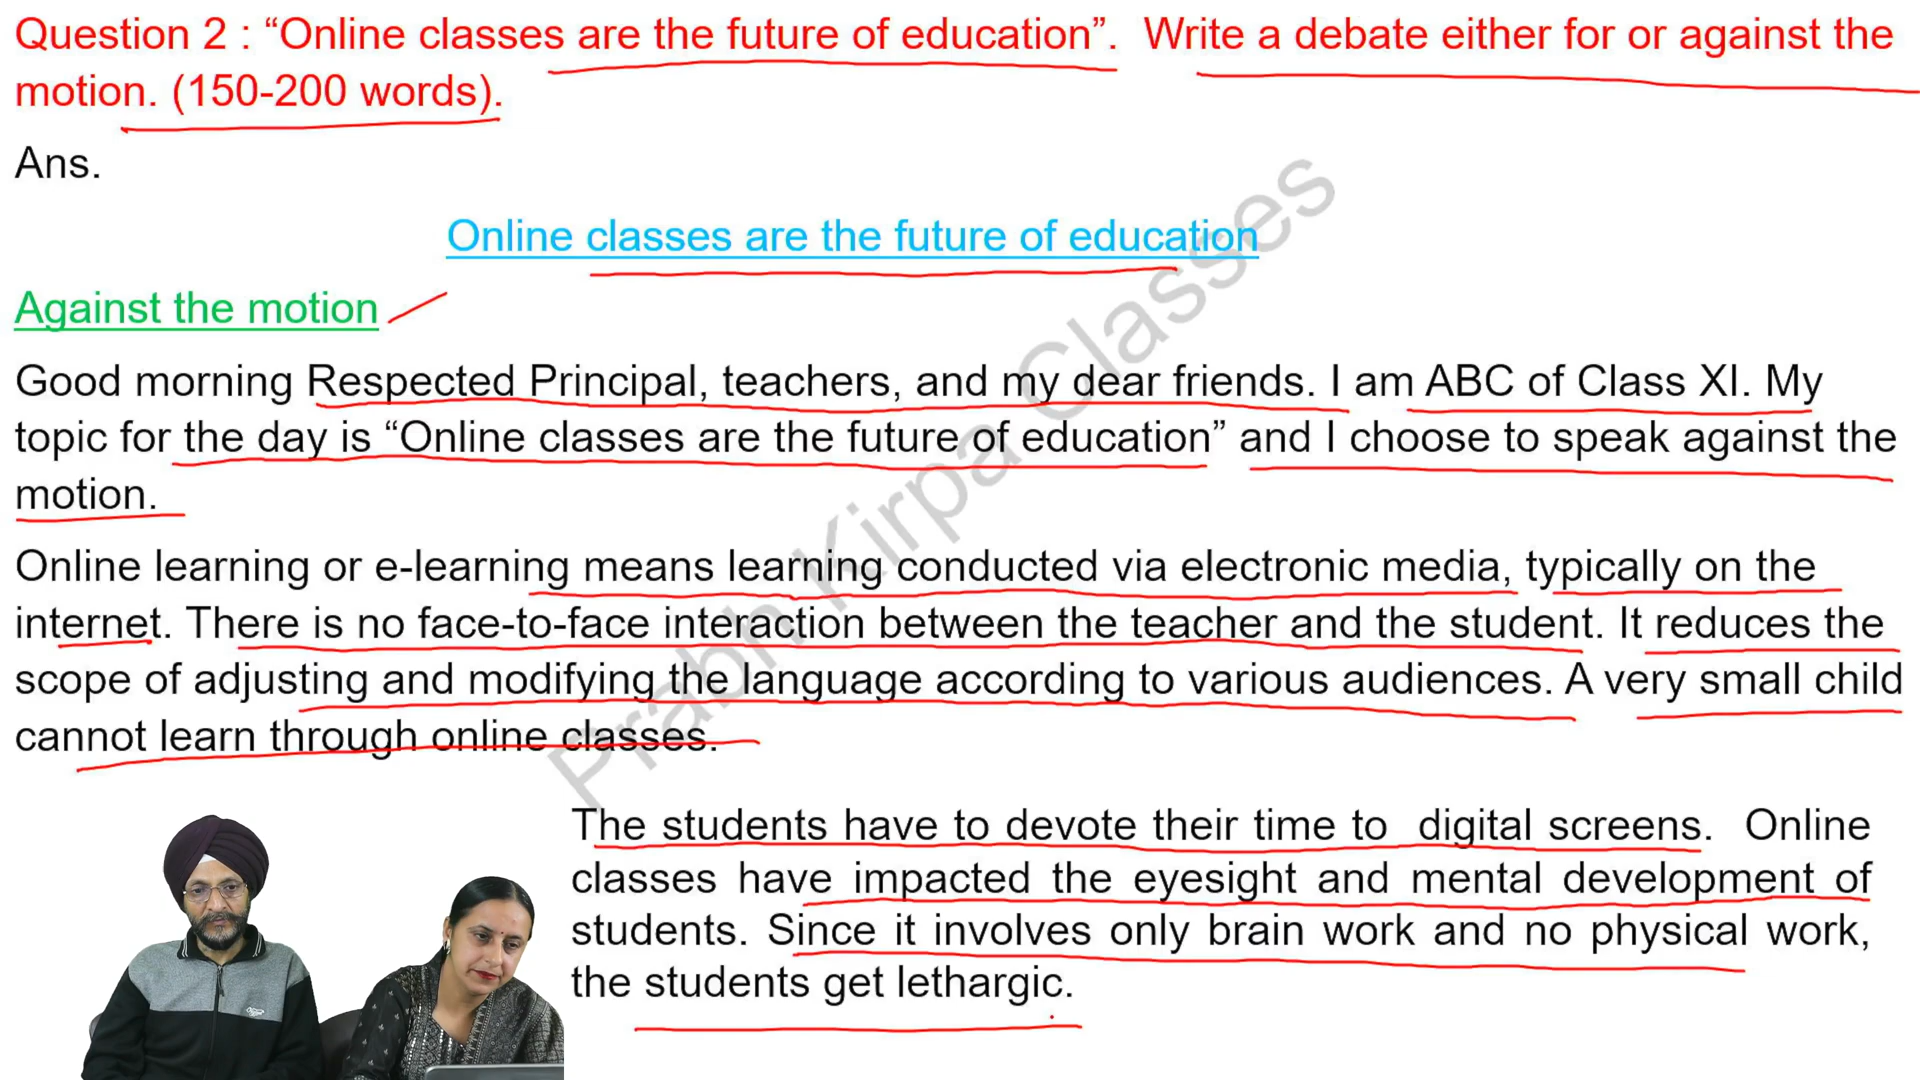 Question 2 : “Online classes are the future of education”. Write a debate either for or against the
motion. (150-200 words).
Ans.
Online classes are the future of education
Against the motion
Good morning Respected Principal, teachers, and my dear friends. I am ABC of Class XI. My
topic for the day is “Online classes are the future of education” and I choose to speak against the
motion.
Online learning or e-learning means learning conducted via electronic media, typically on the
internet. There is no face-to-face interaction between the teacher and the student. It reduces the
scope of adjusting and modifying the language according to various audiences. A very small child
cannot learn through online classes.
The students have to devote their time to digital screens. Online
classes have impacted the eyesight and mental development of
students. Since it involves only brain work and no physical work,
the students get lethargic.
Prabh Kirpa Classes